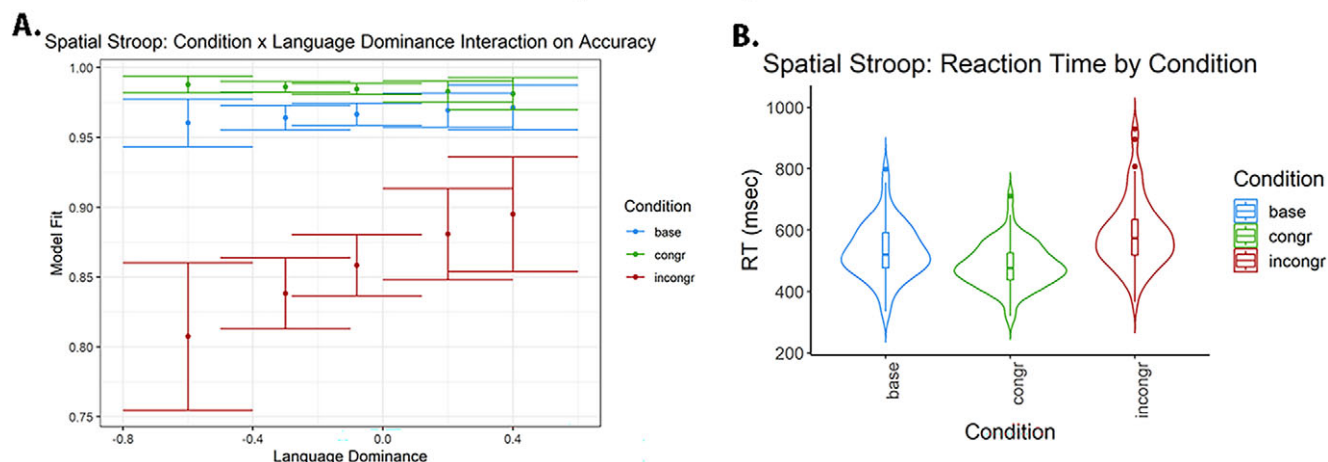 A.
Spatial Stroop: Condition x Language Dominance Interaction on Accuracy
1.00
0.95
0.90
0.85
0.80
0.75
Model Fit
-0.8
-0.4
0.0
0.4
Language Dominance
Condition
base
congr
incongr
B.
Spatial Stroop: Reaction Time by Condition
1000
800
600
400
200
RT (msec)
base
congr
incongr
Condition
Condition
base
congr
incongr